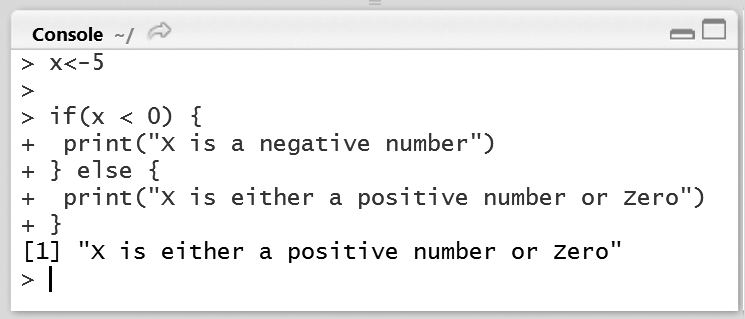 Console ~/
> x<-5
>
> if(x < 0) {
+  print("X is a negative number")
+ } else {
+  print("X is either a positive number or Zero")
+ }
[1] "X is either a positive number or Zero"
>